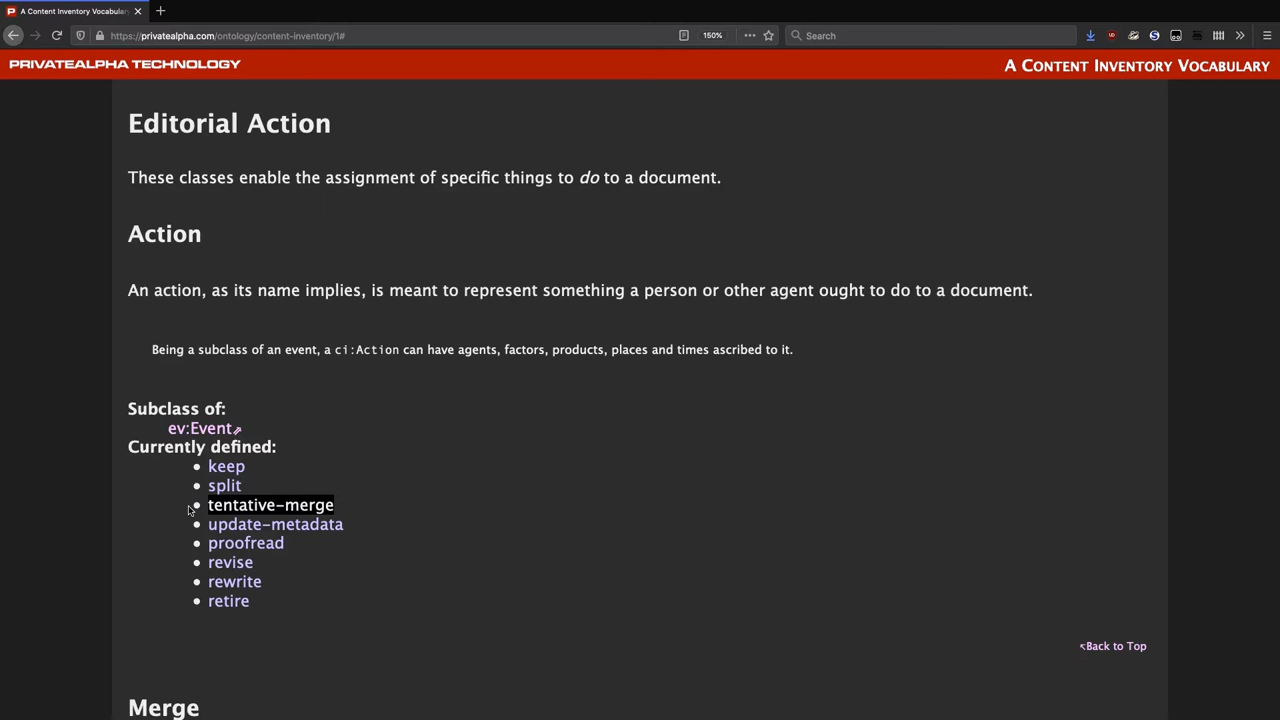 A Content Inventory Vocabulary
https://privatealpha.com/ontology/content-inventory/1#
150%
Search
PRIVATEALPHA TECHNOLOGY
A CONTENT INVENTORY VOCABULARY
Editorial Action
These classes enable the assignment of specific things to do to a document.
Action
An action, as its name implies, is meant to represent something a person or other agent ought to do to a document.
Being a subclass of an event, a ci:Action can have agents, factors, products, places and times ascribed to it.
Subclass of:
ev:Event⇗
Currently defined:
• keep
• split
• tentative-merge
• update-metadata
• proofread
• revise
• rewrite
• retire
↖Back to Top
Merge